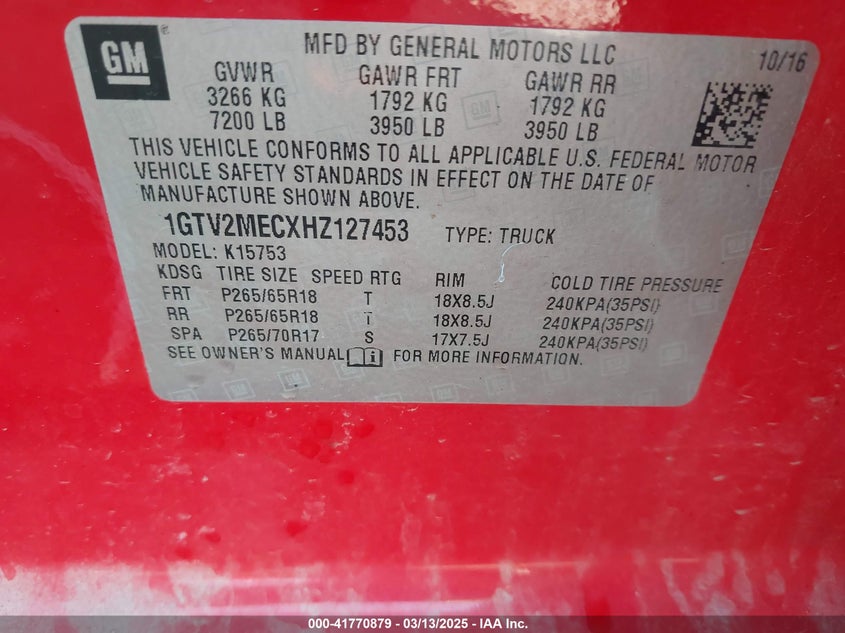 GM
MFD BY GENERAL MOTORS LLC
10/16
GVWR GAWR FRT GAWR RR
3266 KG 1792 KG 1792 KG
7200 LB 3950 LB 3950 LB
THIS VEHICLE CONFORMS TO ALL APPLICABLE U.S. FEDERAL MOTOR
VEHICLE SAFETY STANDARDS IN EFFECT ON THE DATE OF
MANUFACTURE SHOWN ABOVE.
1GTV2MECXHZ127453 TYPE: TRUCK
MODEL: K15753
KDSG TIRE SIZE SPEED RTG RIM COLD TIRE PRESSURE
FRT P265/65R18 T 18X8.5J 240KPA(35PSI)
RR P265/65R18 T 18X8.5J 240KPA(35PSI)
SPA P265/70R17 S 17X7.5J 240KPA(35PSI)
SEE OWNER'S MANUAL FOR MORE INFORMATION.
000-41770879 - 03/13/2025 - IAA Inc.